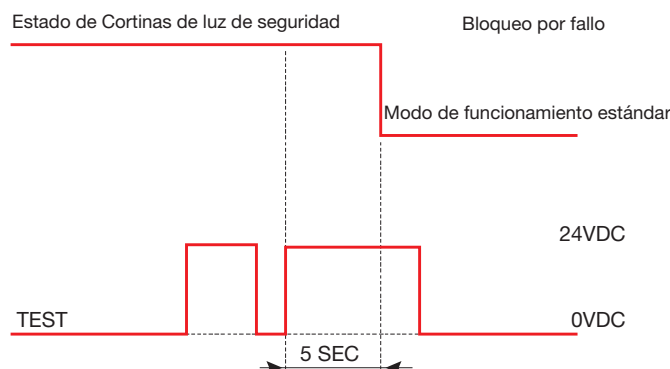 Estado de Cortinas de luz de seguridad
Bloqueo por fallo
Modo de funcionamiento estándar
24VDC
TEST
0VDC
5 SEC